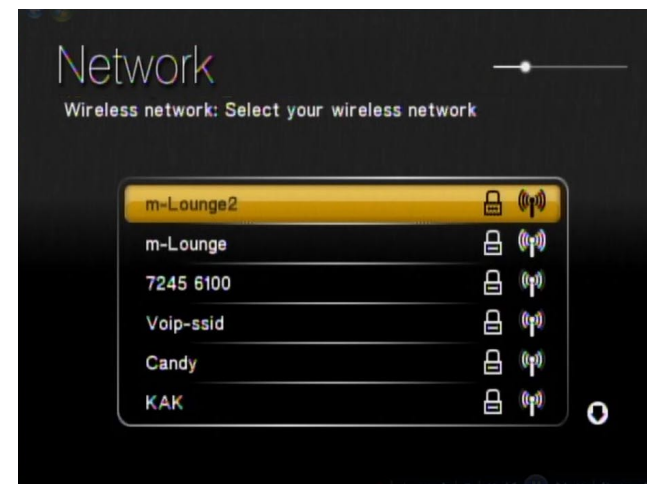 Network
Wireless network: Select your wireless network
m-Lounge2
m-Lounge
7245 6100
Voip-ssid
Candy
KAK